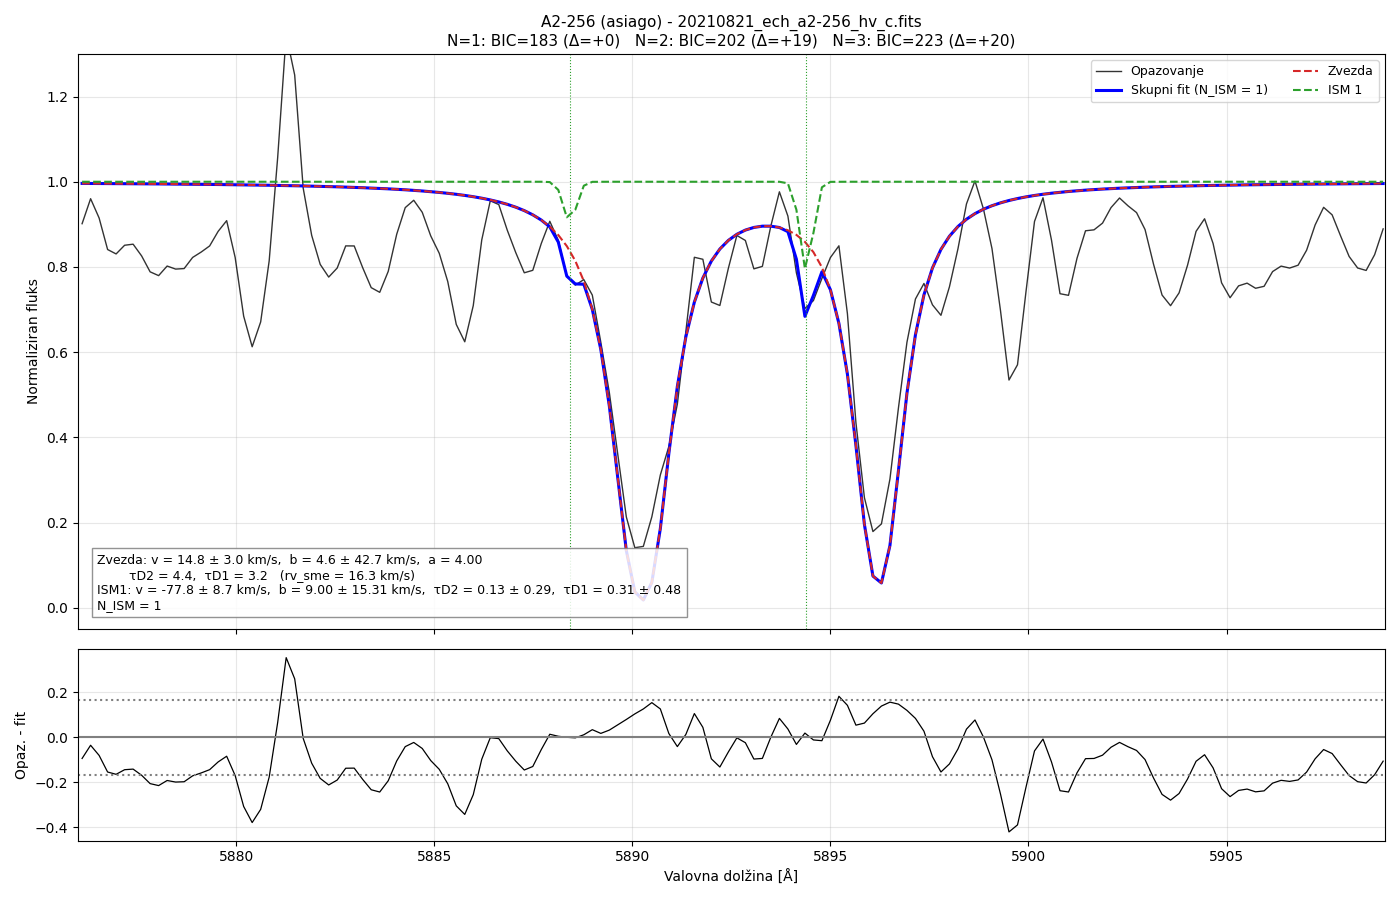 A2-256 (asiago) - 20210821_ech_a2-256_hv_c.fits
N=1: BIC=183 (Δ=+0)   N=2: BIC=202 (Δ=+19)   N=3: BIC=223 (Δ=+20)
Opazovanje
Skupni fit (N_ISM = 1)
Zvezda
ISM 1
Normaliziran fluks
1.2
1.0
0.8
0.6
0.4
0.2
0.0
Zvezda: v = 14.8 ± 3.0 km/s,  b = 4.6 ± 42.7 km/s,  a = 4.00
τD2 = 4.4,  τD1 = 3.2   (rv_sme = 16.3 km/s)
ISM1: v = -77.8 ± 8.7 km/s,  b = 9.00 ± 15.31 km/s,  τD2 = 0.13 ± 0.29,  τD1 = 0.31 ± 0.48
N_ISM = 1
Opaz. - fit
0.2
0.0
−0.2
−0.4
5880
5885
5890
5895
5900
5905
Valovna dolžina [Å]